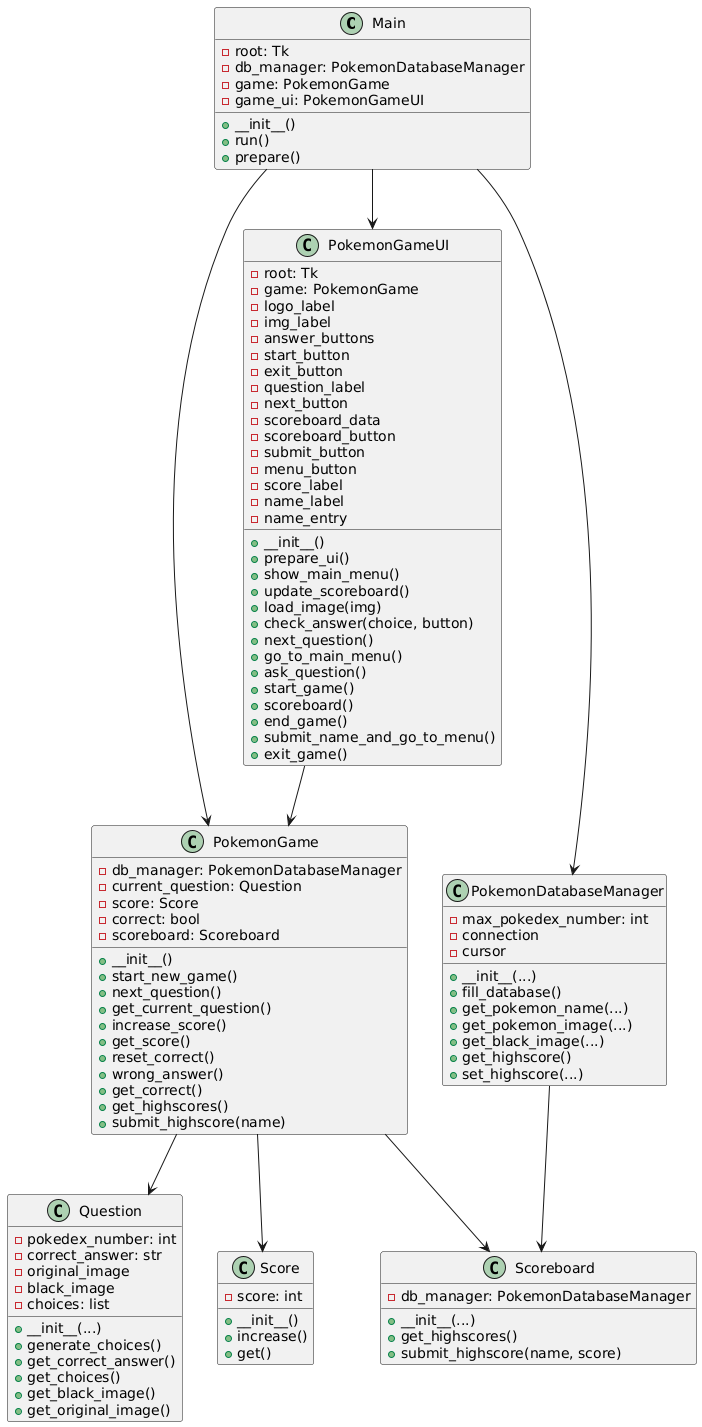 C Main
root: Tk
db_manager: PokemonDatabaseManager
game: PokemonGame
game_ui: PokemonGameUI
__init__()
run()
prepare()
C PokemonGameUI
root: Tk
game: PokemonGame
logo_label
img_label
answer_buttons
start_button
exit_button
question_label
next_button
scoreboard_data
scoreboard_button
submit_button
menu_button
score_label
name_label
name_entry
__init__()
prepare_ui()
show_main_menu()
update_scoreboard()
load_image(img)
check_answer(choice, button)
next_question()
go_to_main_menu()
ask_question()
start_game()
scoreboard()
end_game()
submit_name_and_go_to_menu()
exit_game()
C PokemonGame
db_manager: PokemonDatabaseManager
current_question: Question
score: Score
correct: bool
scoreboard: Scoreboard
__init__()
start_new_game()
next_question()
get_current_question()
increase_score()
get_score()
reset_correct()
wrong_answer()
get_correct()
get_highscores()
submit_highscore(name)
C PokemonDatabaseManager
max_pokedex_number: int
connection
cursor
__init__(...)
fill_database()
get_pokemon_name(...)
get_pokemon_image(...)
get_black_image(...)
get_highscore()
set_highscore(...)
C Question
pokedex_number: int
correct_answer: str
original_image
black_image
choices: list
__init__(...)
generate_choices()
get_correct_answer()
get_choices()
get_black_image()
get_original_image()
C Score
score: int
__init__()
increase()
get()
C Scoreboard
db_manager: PokemonDatabaseManager
__init__(...)
get_highscores()
submit_highscore(name, score)